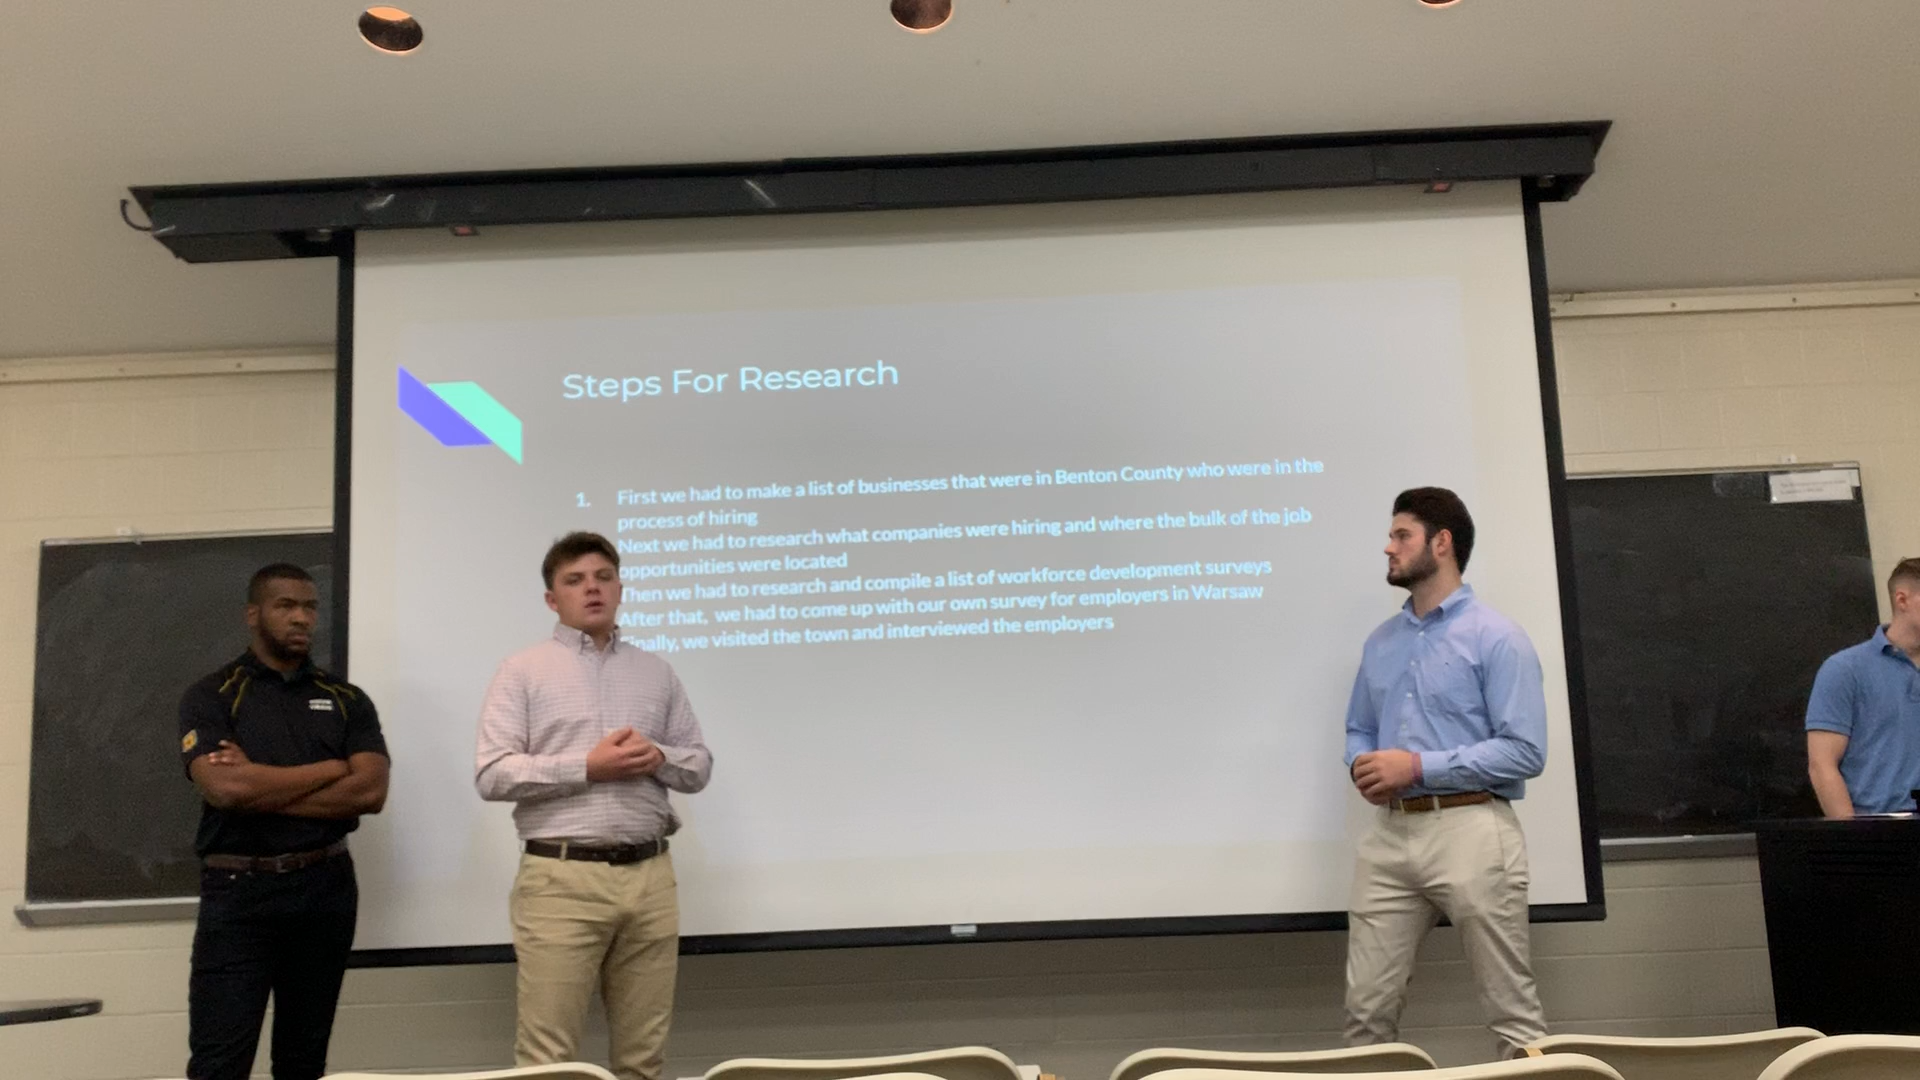 Steps For Research
1. First we had to make a list of businesses that were in Benton County who were in the
process of hiring
Next we had to research what companies were hiring and where the bulk of the job
opportunities were located
Then we had to research and compile a list of workforce development surveys
After that, we had to come up with our own survey for employers in Warsaw
Finally, we visited the town and interviewed the employers